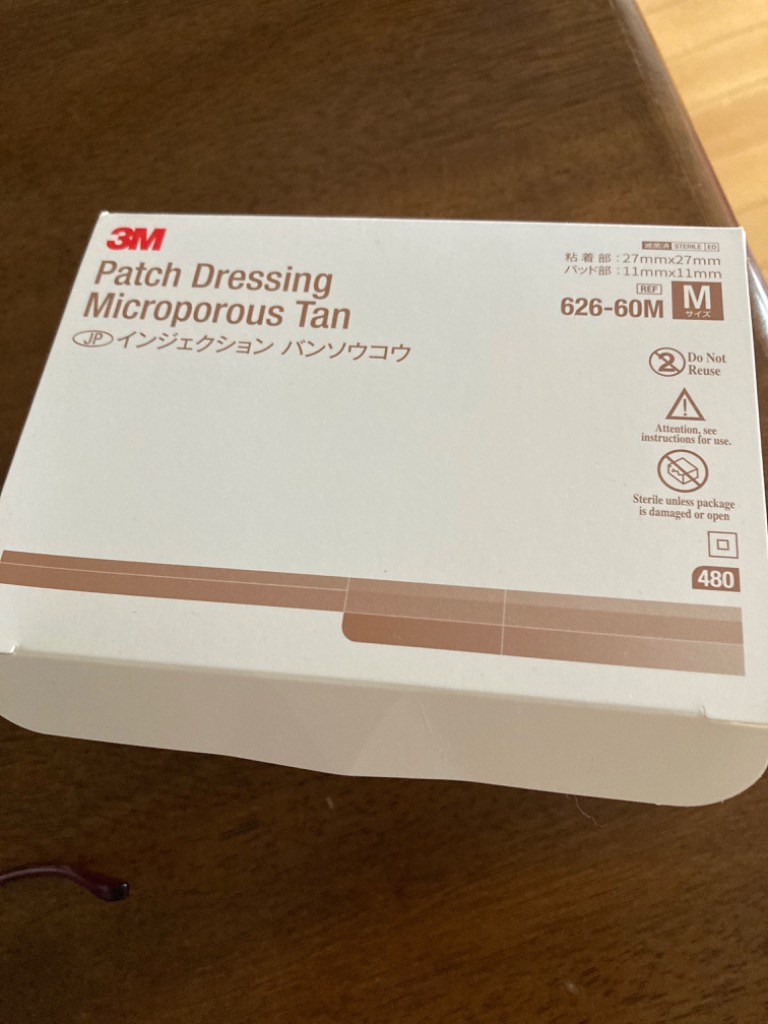 3M
Patch Dressing
Microporous Tan
JP インジェクション バンソウコウ
滅菌済 STERILE EO
粘着部:27mmx27mm
パッド部:11mmx11mm
REF
626-60M
M
サイズ
2 Do Not
Reuse
Attention, see
instructions for use.
Sterile unless package
is damaged or open
480